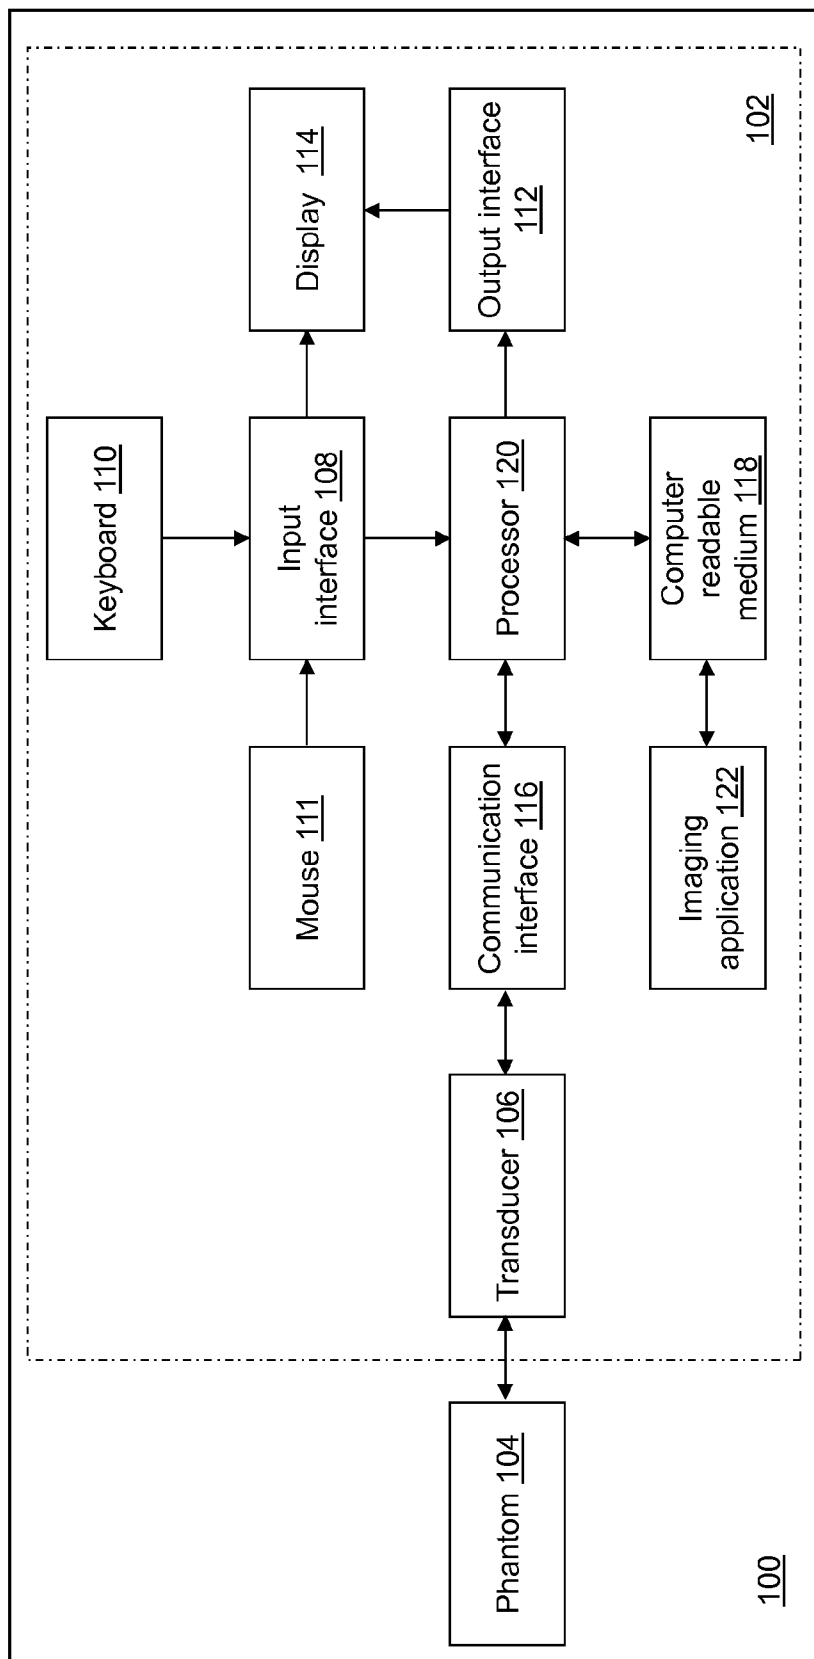 Keyboard 110
Mouse 111
Input
interface 108
Display 114
Phantom 104
Transducer 106
Communication
interface 116
Processor 120
Output interface
112
Imaging
application 122
Computer
readable
medium 118
100
102